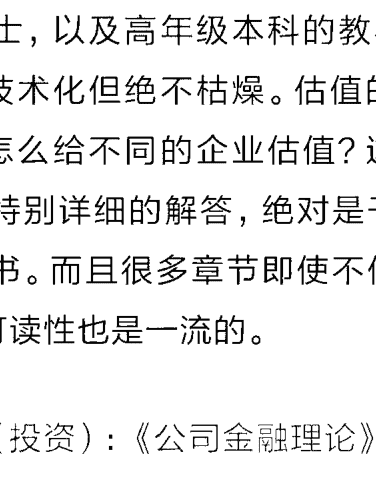 士，以及高年级本科的教
技术化但绝不枯燥。估值的
怎么给不同的企业估值？
特别详细的解答，绝对是
书。而且很多章节即使不
可读性也是一流的。
（投资）：《公司金融理论》